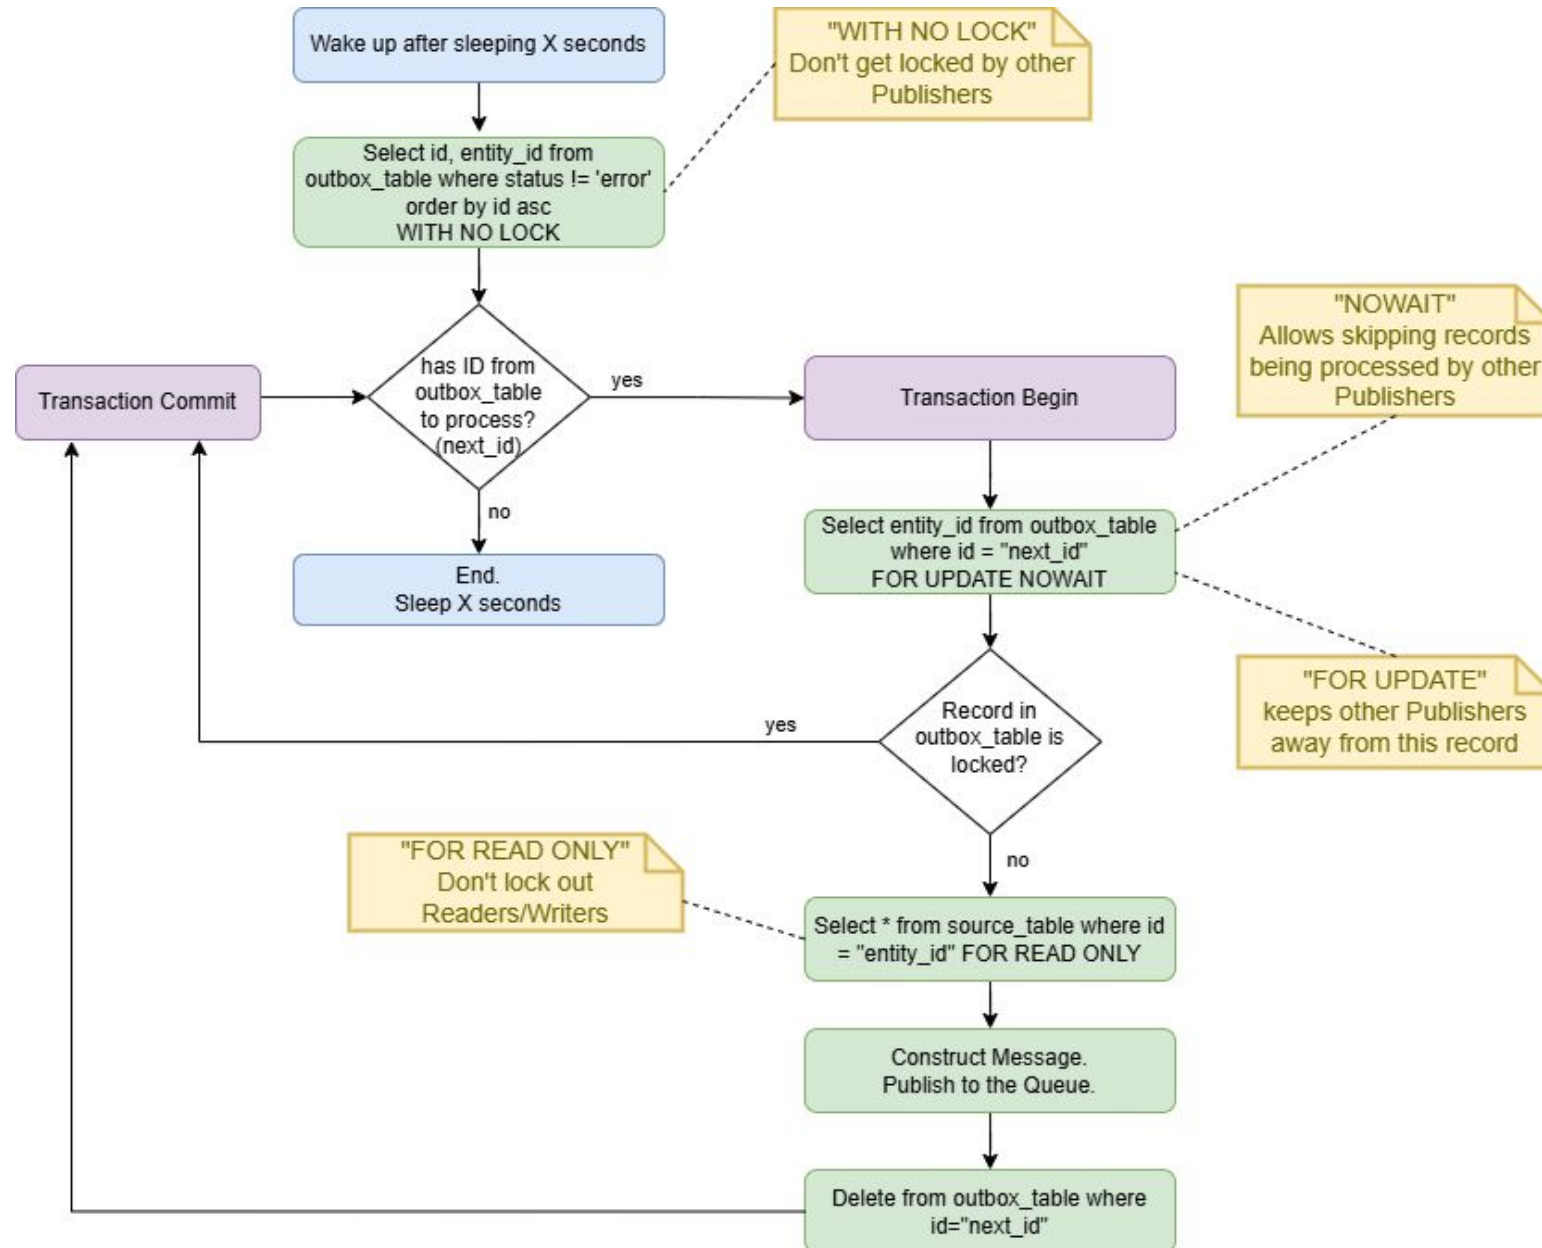 Wake up after sleeping X seconds
"WITH NO LOCK"
Don't get locked by other
Publishers
Select id, entity_id from
outbox_table where status != 'error'
order by id asc
WITH NO LOCK
"NOWAIT"
Allows skipping records
being processed by other
Publishers
Transaction Commit
has ID from
outbox_table
to process?
(next_id)
yes
Transaction Begin
no
Select entity_id from outbox_table
where id = "next_id"
FOR UPDATE NOWAIT
End.
Sleep X seconds
"FOR UPDATE"
keeps other Publishers
away from this record
yes
Record in
outbox_table is
locked?
"FOR READ ONLY"
Don't lock out
Readers/Writers
no
Select * from source_table where id
= "entity_id" FOR READ ONLY
Construct Message.
Publish to the Queue.
Delete from outbox_table where
id="next_id"